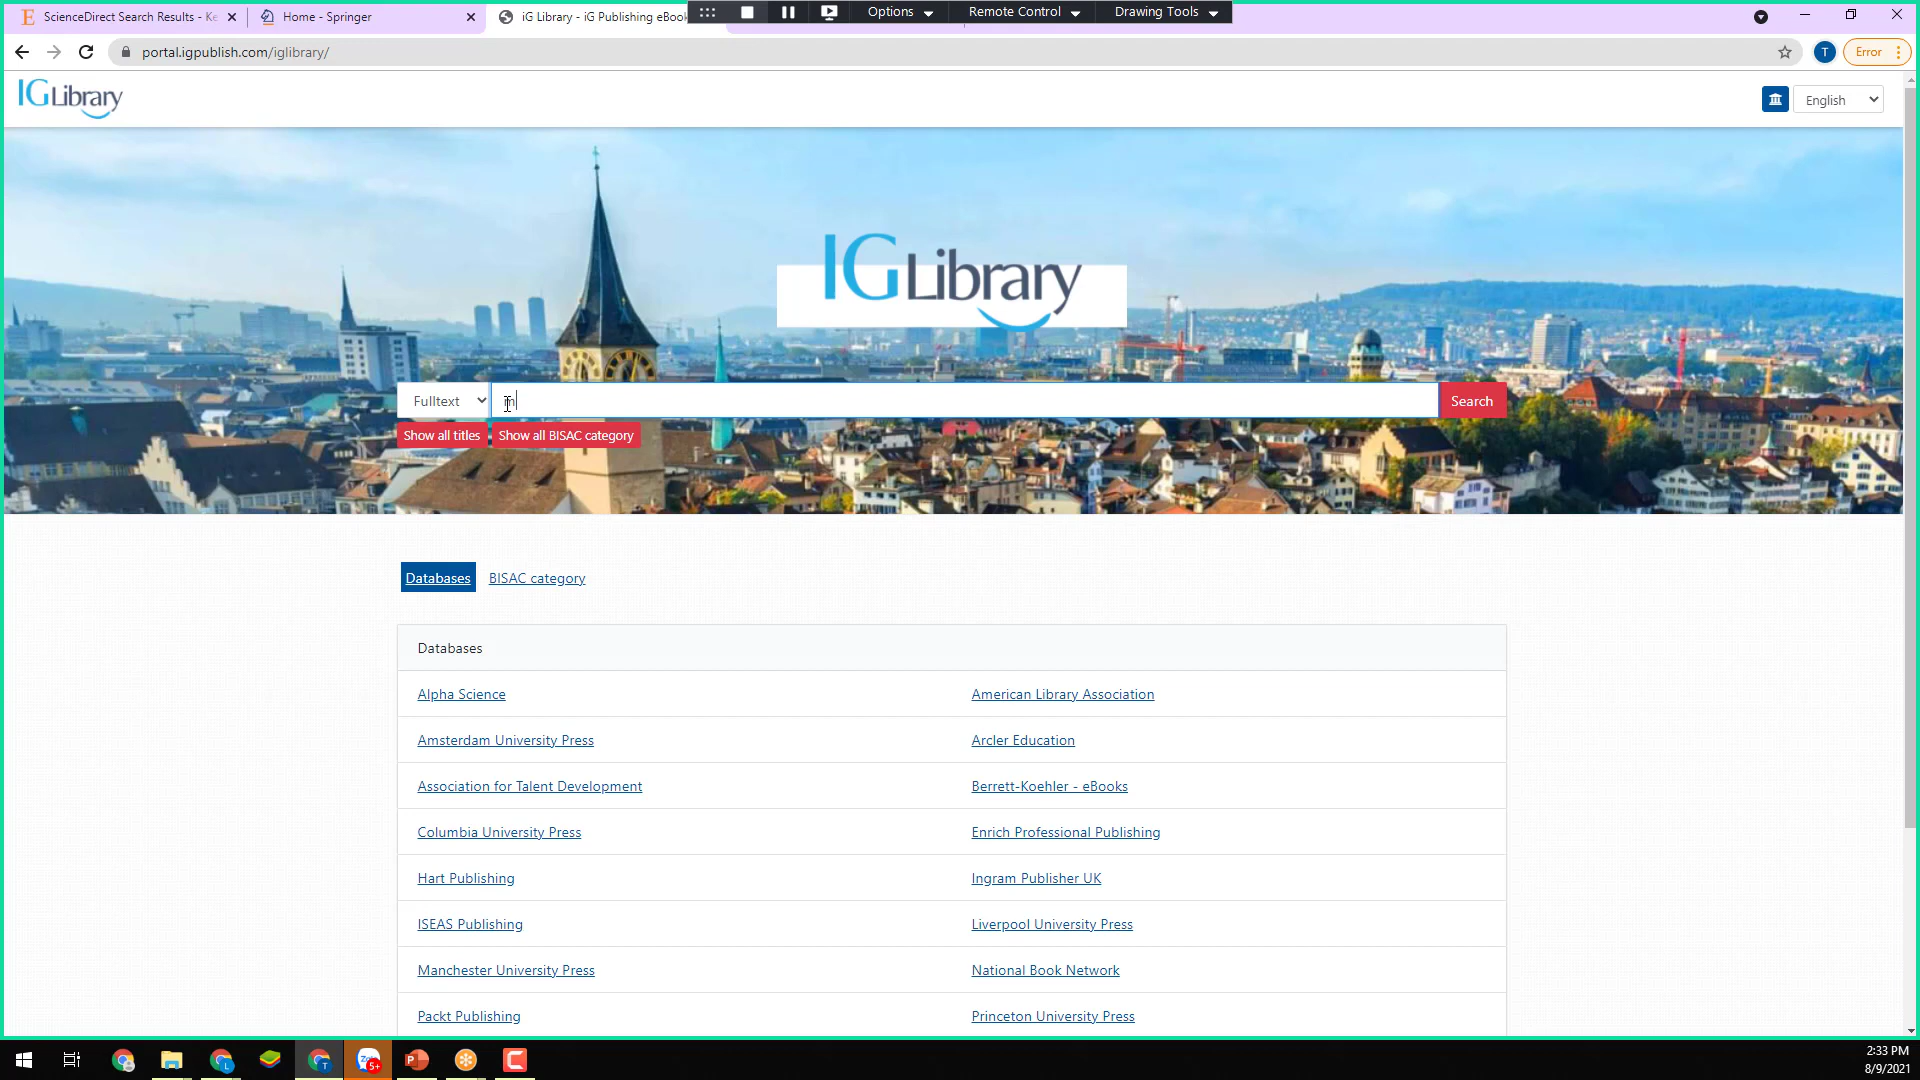 ScienceDirect Search Results - Ke
Home - Springer
iG Library - iG Publishing eBook
Options
Remote Control
Drawing Tools
portal.igpublish.com/iglibrary/
T
Error
IGLibrary
English
IGLibrary
Fulltext
Search
Show all titles
Show all BISAC category
Databases
BISAC category
Databases
Alpha Science
American Library Association
Amsterdam University Press
Arcler Education
Association for Talent Development
Berrett-Koehler - eBooks
Columbia University Press
Enrich Professional Publishing
Hart Publishing
Ingram Publisher UK
ISEAS Publishing
Liverpool University Press
Manchester University Press
National Book Network
Packt Publishing
Princeton University Press
2:33 PM
8/9/2021